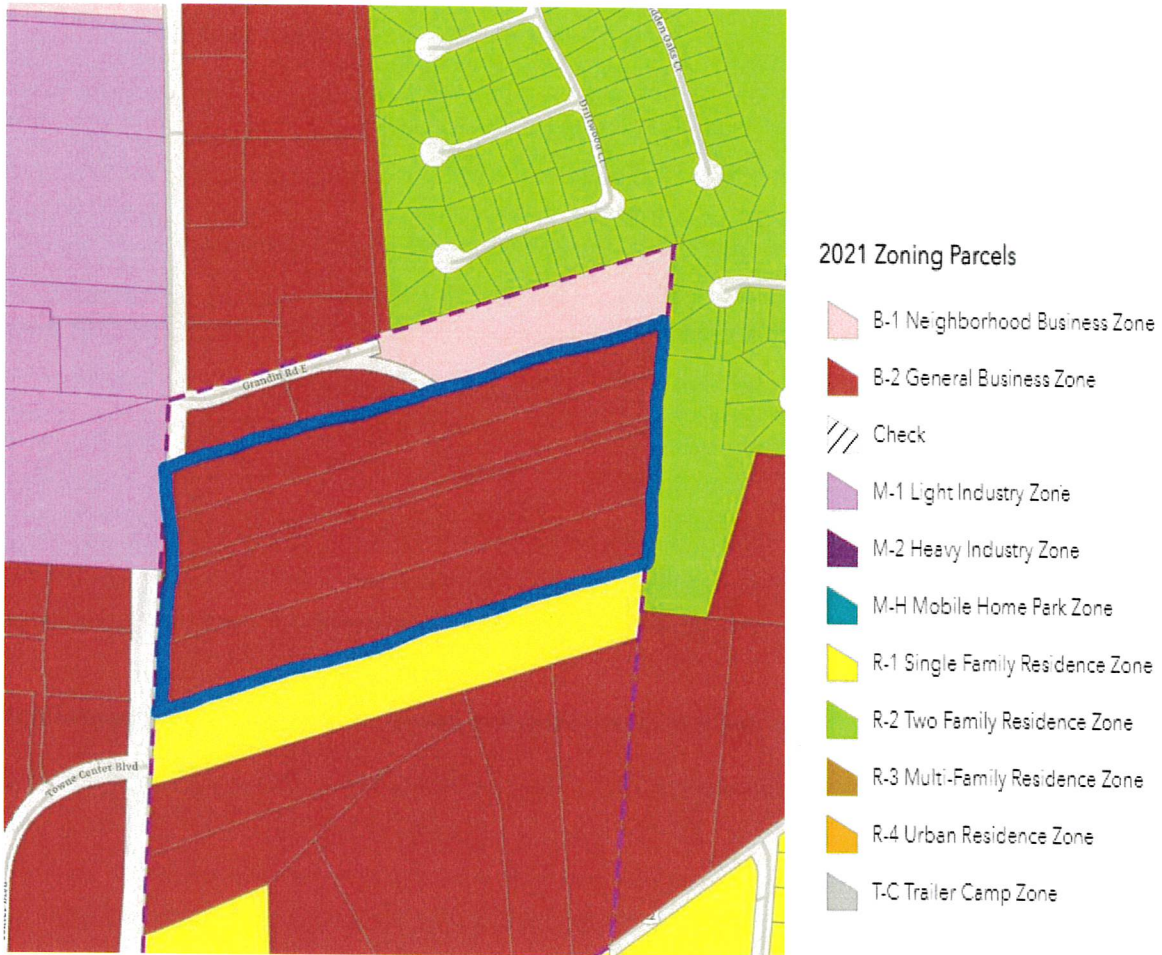 Driftwood Ct
Grandin Rd E
Towne Center Blvd
2021 Zoning Parcels
B-1 Neighborhood Business Zone
B-2 General Business Zone
Check
M-1 Light Industry Zone
M-2 Heavy Industry Zone
M-H Mobile Home Park Zone
R-1 Single Family Residence Zone
R-2 Two Family Residence Zone
R-3 Multi-Family Residence Zone
R-4 Urban Residence Zone
T-C Trailer Camp Zone